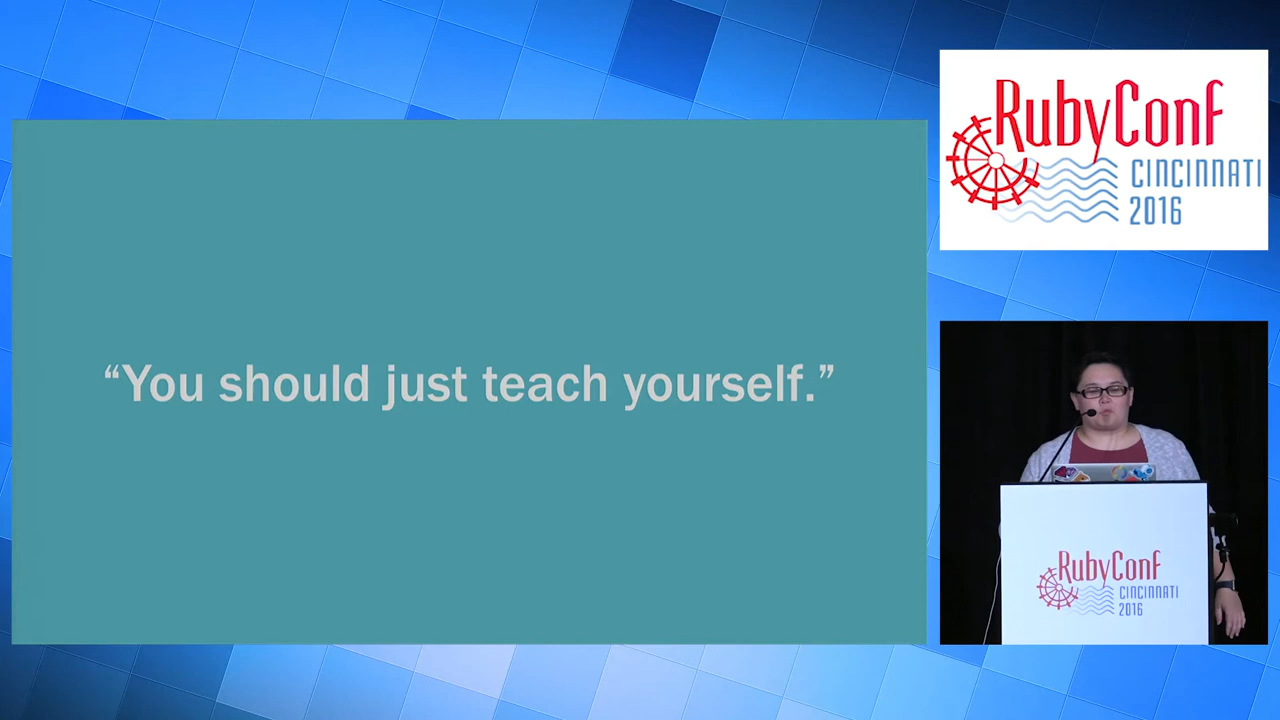 “You should just teach yourself.”
RubyConf
CINCINNATI
2016
RubyConf
CINCINNATI
2016